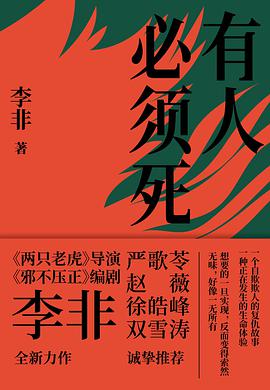 有人
必须死
李非 著
《两只老虎》导演
《邪不压正》编剧
李非
全新力作
严歌苓
赵薇
徐皓峰
双雪涛
诚挚推荐
一个自欺欺人的复仇故事
一种正在发生的生命体验
想要的一旦实现，反而变得索然
无味，好像一无所有